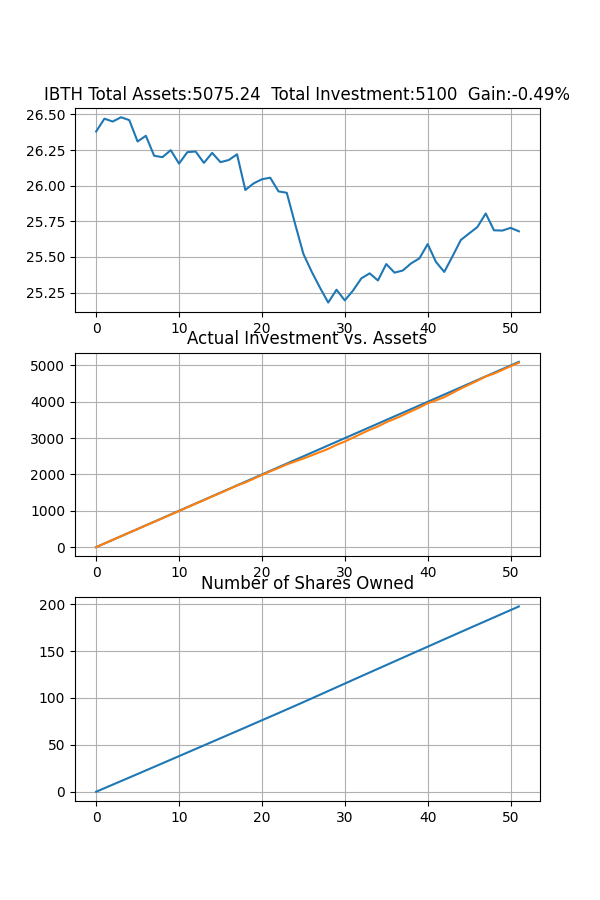 IBTH Total Assets:5075.24  Total Investment:5100  Gain:-0.49%
26.50
26.25
26.00
25.75
25.50
25.25
0 10 20 30 40 50
Actual Investment vs. Assets
5000
4000
3000
2000
1000
0
0 10 20 30 40 50
Number of Shares Owned
200
150
100
50
0
0 10 20 30 40 50